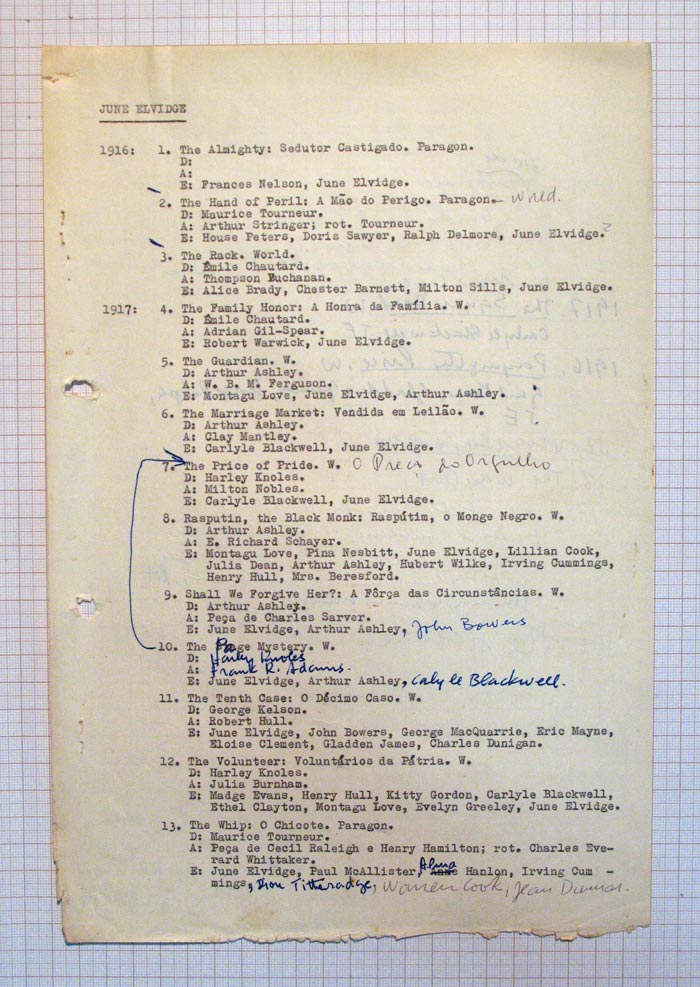 JUNE ELVIDGE
1916: 1. The Almighty: Sedutor Castigado. Paragon.
D:
A:
E: Frances Nelson, June Elvidge.
2. The Hand of Peril: A Mão do Perigo. Paragon. Wrled.
D: Maurice Tourneur.
A: Arthur Stringer; rot. Tourneur.
E: House Peters, Doris Sawyer, Ralph Delmore, June Elvidge.?
3. The Rack. World.
D: Émile Chautard.
A: Thompson Buchanan.
E: Alice Brady, Chester Barnett, Milton Sills, June Elvidge.
1917: 4. The Family Honor: A Honra da Família. W.
D: Émile Chautard.
A: Adrian Gil-Spear.
E: Robert Warwick, June Elvidge.
5. The Guardian. W.
D: Arthur Ashley.
A: W. B. M. Ferguson.
E: Montagu Love, June Elvidge, Arthur Ashley.
6. The Marriage Market: Vendida em Leilão. W.
D: Arthur Ashley.
A: Clay Mantley.
E: Carlyle Blackwell, June Elvidge.
7. The Price of Pride. W. O Preço do Orgulho
D: Harley Knoles.
A: Milton Nobles.
E: Carlyle Blackwell, June Elvidge.
8. Rasputin, the Black Monk: Raspútim, o Monge Negro. W.
D: Arthur Ashley.
A: E. Richard Schayer.
E: Montagu Love, Pina Nesbitt, June Elvidge, Lillian Cook,
Julia Dean, Arthur Ashley, Hubert Wilke, Irving Cummings,
Henry Hull, Mrs. Beresford.
9. Shall We Forgive Her?: A Fôrça das Circunstâncias. W.
D: Arthur Ashley.
A: Peça de Charles Sarver.
E: June Elvidge, Arthur Ashley, John Bowers
10. The Page Mystery. W.
D: Harley Knoles
A: Frank R. Adams.
E: June Elvidge, Arthur Ashley, Calyle Blackwell.
11. The Tenth Case: O Décimo Caso. W.
D: George Kelson.
A: Robert Hull.
E: June Elvidge, John Bowers, George MacQuarrie, Eric Mayne,
Eloise Clement, Gladden James, Charles Dunigan.
12. The Volunteer: Voluntários da Pátria. W.
D: Harley Knoles.
A: Julia Burnham.
E: Madge Evans, Henry Hull, Kitty Gordon, Carlyle Blackwell,
Ethel Clayton, Montagu Love, Evelyn Greeley, June Elvidge.
13. The Whip: O Chicote. Paragon.
D: Maurice Tourneur.
A: Peça de Cecil Raleigh e Henry Hamilton; rot. Charles Eve-
rard Whittaker.
E: June Elvidge, Paul McAllister, Alma Hanlon, Irving Cum -
mings, Dion Titheradge, Warren Cook, Jean Dumas.